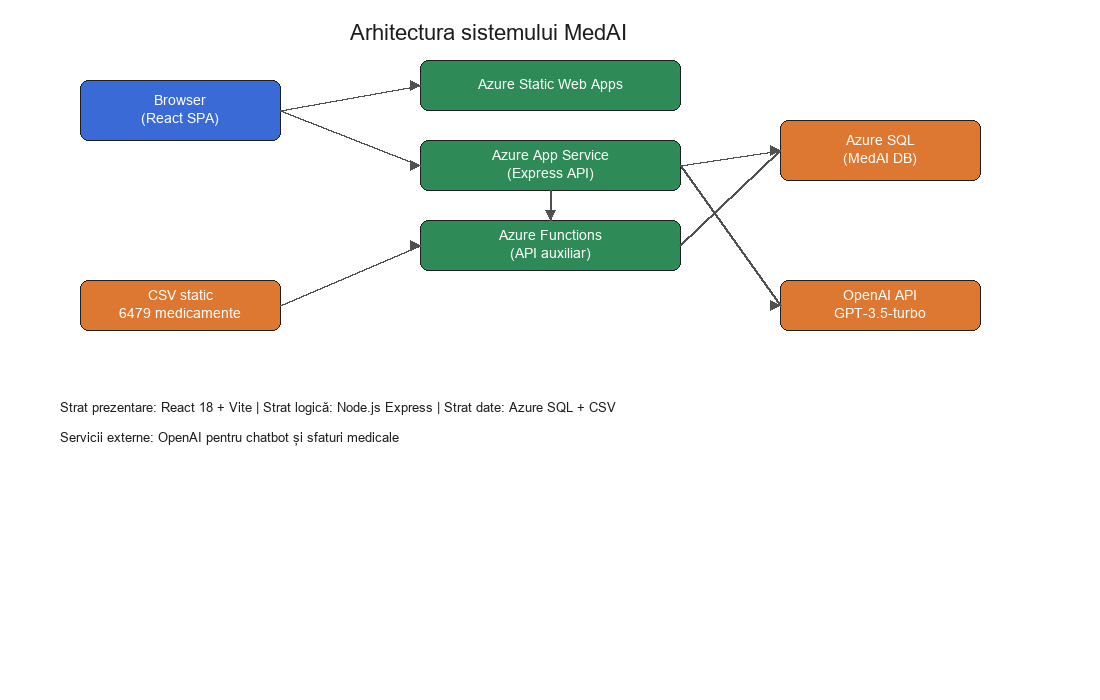 Arhitectura sistemului MedAI
Browser
(React SPA)
Azure Static Web Apps
Azure App Service
(Express API)
Azure SQL
(MedAI DB)
Azure Functions
(API auxiliar)
CSV static
6479 medicamente
OpenAI API
GPT-3.5-turbo
Strat prezentare: React 18 + Vite | Strat logică: Node.js Express | Strat date: Azure SQL + CSV
Servicii externe: OpenAI pentru chatbot și sfaturi medicale